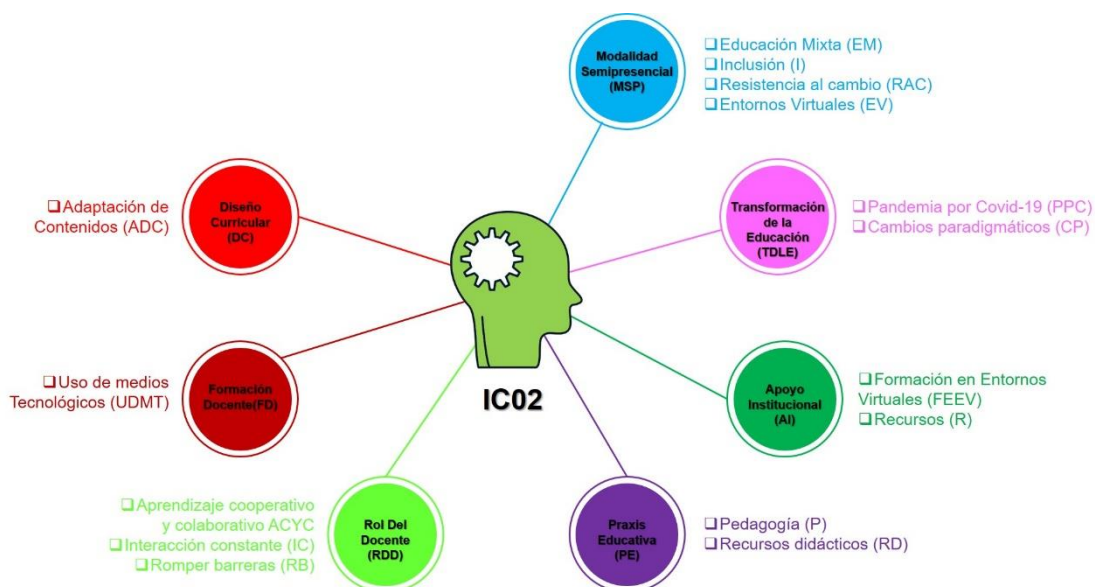 Modalidad
Semipresencial
(MSP)
❑Educación Mixta (EM)
❑Inclusión (I)
❑Resistencia al cambio (RAC)
❑Entornos Virtuales (EV)
❑Adaptación de
Contenidos (ADC)
Diseño
Curricular
(DC)
Transformación
de la
Educación
(TDLE)
❑Pandemia por Covid-19 (PPC)
❑Cambios paradigmáticos (CP)
❑Uso de medios
Tecnológicos (UDMT)
Formación
Docente(FD)
IC02
Apoyo
Institucional
(AI)
❑Formación en Entornos
Virtuales (FEEV)
❑Recursos (R)
❑Aprendizaje cooperativo
y colaborativo ACYC
❑Interacción constante (IC)
❑Romper barreras (RB)
Rol Del
Docente
(RDD)
Praxis
Educativa
(PE)
❑Pedagogía (P)
❑Recursos didácticos (RD)